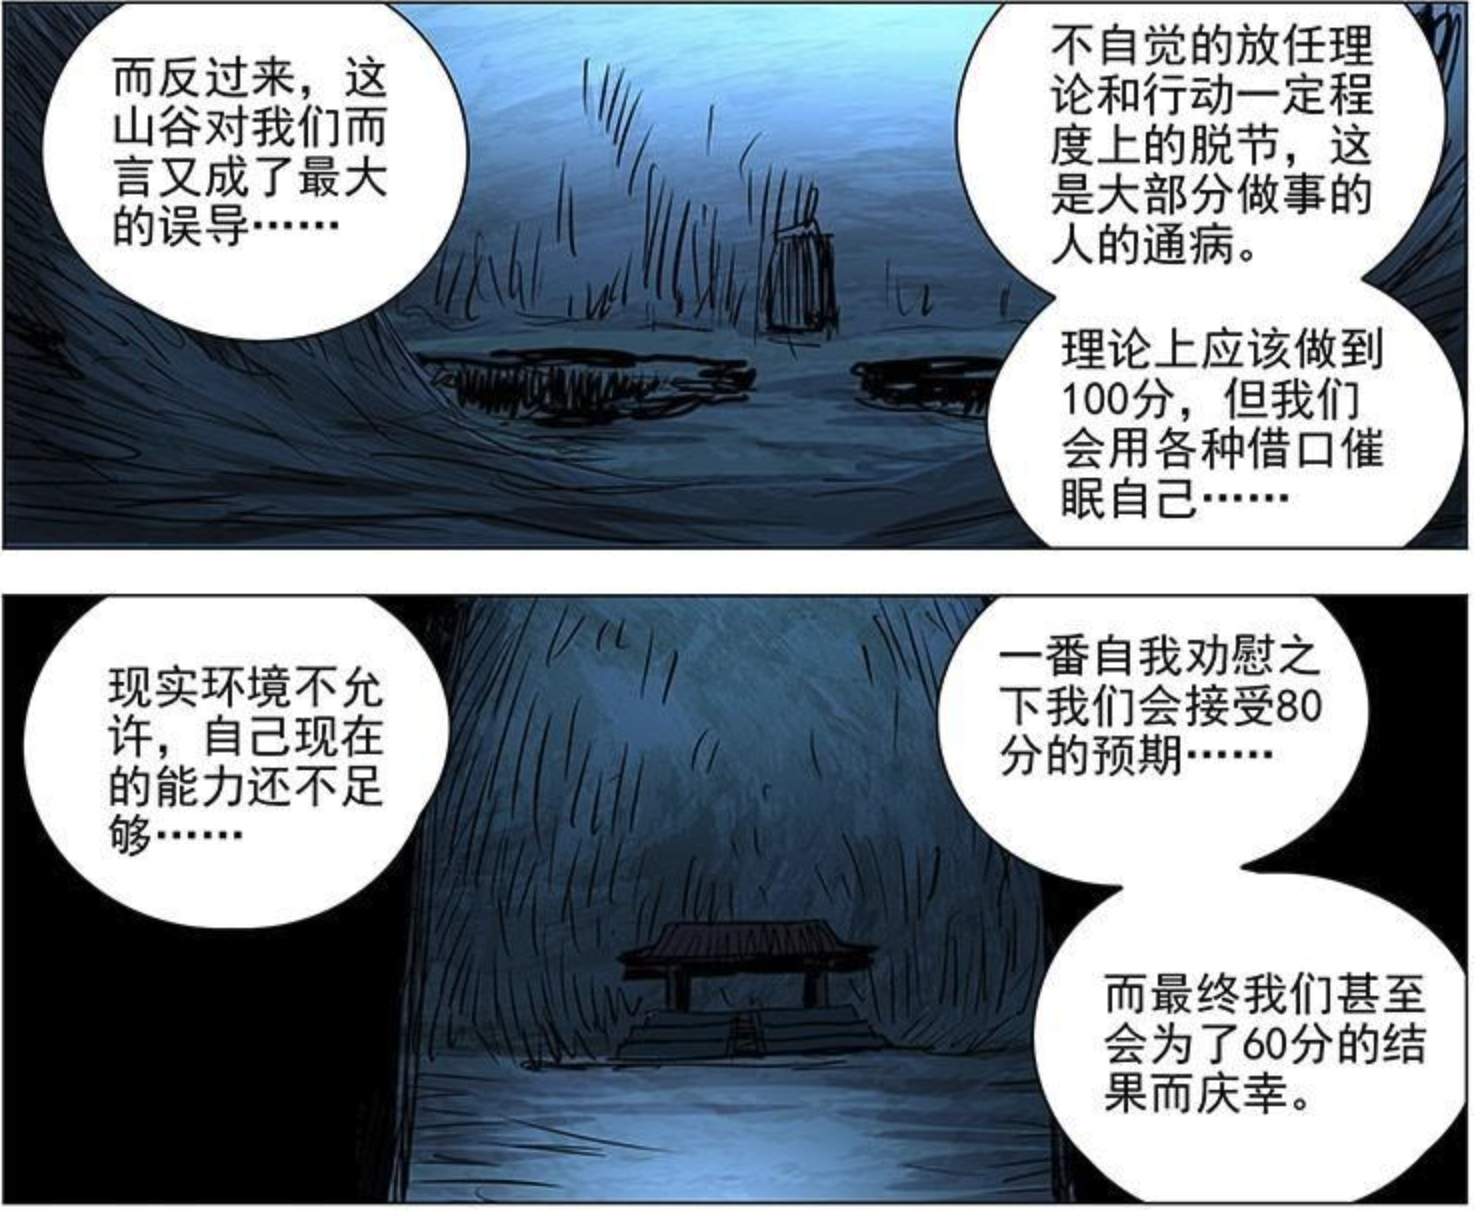 而反过来，这
山谷对我们而
言又成了最大
的误导……
不自觉的放任理
论和行动一定程
度上的脱节，这
是大部分做事的
人的通病。
理论上应该做到
100分，但我们
会用各种借口催
眠自己……
现实环境不允
许，自己现在
的能力还不足
够……
一番自我劝慰之
下我们会接受80
分的预期……
而最终我们甚至
会为了60分的结
果而庆幸。